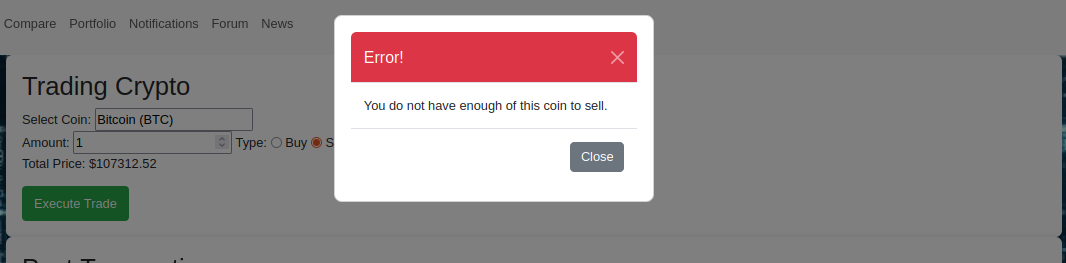 Compare Portfolio Notifications Forum News
Error!
You do not have enough of this coin to sell.
Close
Trading Crypto
Select Coin: Bitcoin (BTC)
Amount: 1 Type: Buy
Total Price: $107312.52
Execute Trade